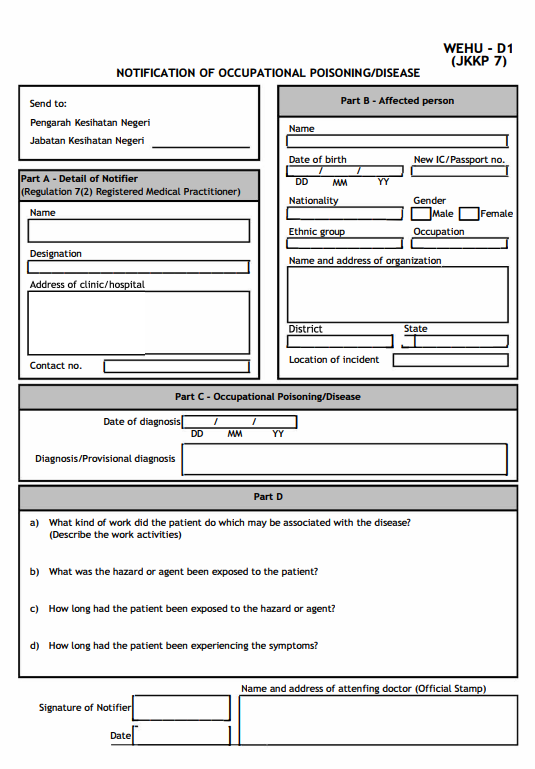 WEHU - D1
(JKKP 7)
NOTIFICATION OF OCCUPATIONAL POISONING/DISEASE
Send to:
Pengarah Kesihatan Negeri
Jabatan Kesihatan Negeri
Part A - Detail of Notifier
(Regulation 7(2) Registered Medical Practitioner)
Name
Designation
Address of clinic/hospital
Contact no.
Part B - Affected person
Name
Date of birth New IC/Passport no.
/ /
DD MM YY
Nationality Gender
Male Female
Ethnic group Occupation
Name and address of organization
District State
Location of incident
Part C - Occupational Poisoning/Disease
Date of diagnosis / /
DD MM YY
Diagnosis/Provisional diagnosis
Part D
a) What kind of work did the patient do which may be associated with the disease?
(Describe the work activities)
b) What was the hazard or agent been exposed to the patient?
c) How long had the patient been exposed to the hazard or agent?
d) How long had the patient been experiencing the symptoms?
Name and address of attenfing doctor (Official Stamp)
Signature of Notifier
Date